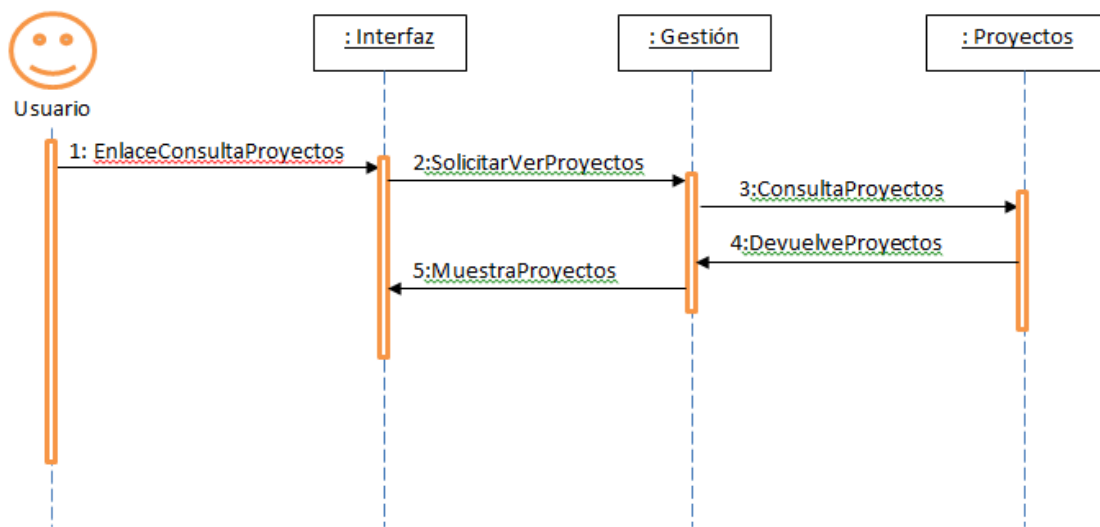 : Interfaz
: Gestión
: Proyectos
Usuario
1: EnlaceConsultaProyectos
2:SolicitarVerProyectos
3:ConsultaProyectos
4:DevuelveProyectos
5:MuestraProyectos